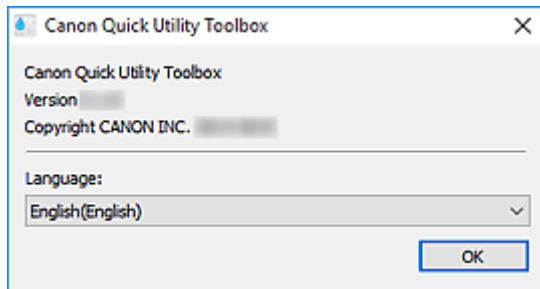 Canon Quick Utility Toolbox
Canon Quick Utility Toolbox
Version
Copyright CANON INC.
Language:
English(English)
OK